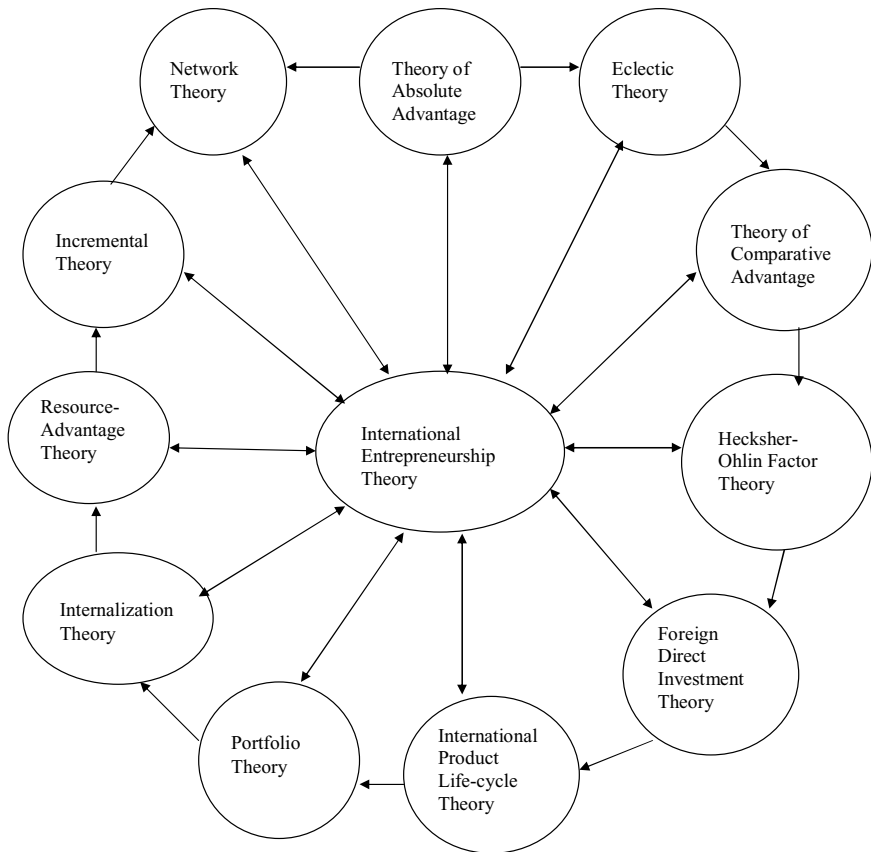 Network
Theory
Theory of
Absolute
Advantage
Eclectic
Theory
Incremental
Theory
Theory of
Comparative
Advantage
Resource-
Advantage
Theory
International
Entrepreneurship
Theory
Hecksher-
Ohlin Factor
Theory
Internalization
Theory
Foreign
Direct
Investment
Theory
Portfolio
Theory
International
Product
Life-cycle
Theory